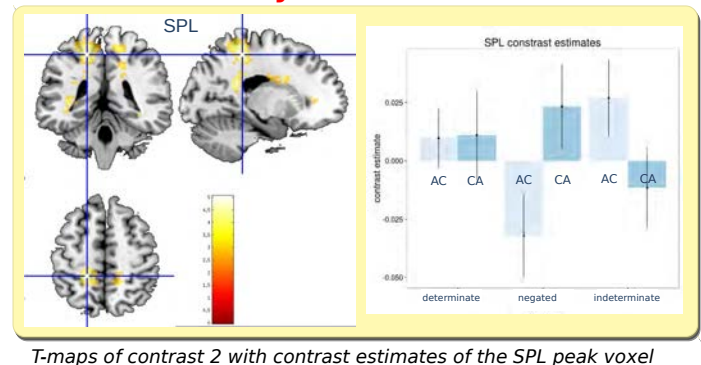 SPL
SPL constrast estimates
contrast estimate
0.025
0.000
-0.025
-0.050
AC CA AC CA AC CA
determinate negated indeterminate
T-maps of contrast 2 with contrast estimates of the SPL peak voxel